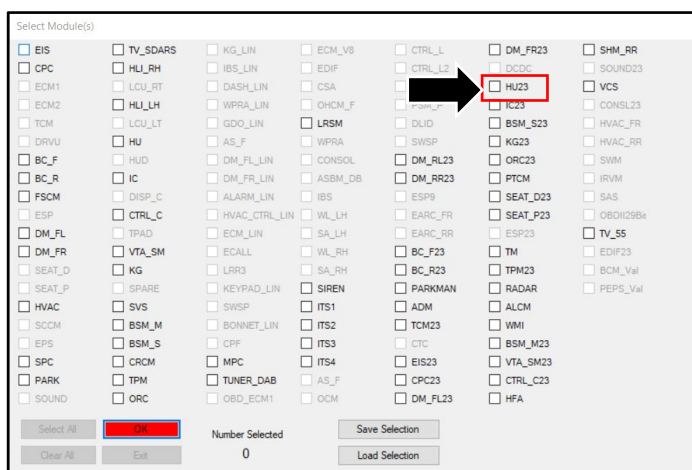 Select Module(s)
EIS TV_SDARS KG_LIN ECM_V8 CTRL_L DM_FR23 SHM_RR
CPC HLI_RH IBS_LIN EDIF CTRL_L2 DCDC SOUND23
ECM1 LCU_RT DASH_LIN CSA HU23 VCS
ECM2 HLI_LH WPRA_LIN OHCM_F IC23 CONSL23
TCM LCU_LT GDO_LIN LRSM DLID BSM_S23 HVAC_FR
DRVU HU AS_F WPRA SWSP KG23 HVAC_RR
BC_F HUD DM_FL_LIN CONSOL DM_RL23 ORC23 SWM
BC_R IC DM_FR_LIN ASBM_DB DM_RR23 PTCM IRVM
FSCM DISP_C ALARM_LIN IBS ESP9 SEAT_D23 SAS
ESP CTRL_C HVAC_CTRL_LIN WL_LH EARC_FR SEAT_P23
DM_FL TPAD ECM_LIN SA_LH EARC_RR ESP23 TV_55
DM_FR VTA_SM ECALL WL_RH BC_F23 TM EDIF23
SEAT_D KG LRR3 SA_RH BC_R23 TPM23 BCM_Val
SEAT_P SPARE KEYPAD_LIN SIREN PARKMAN RADAR PEPS_Val
HVAC SVS SWSP ITS1 ADM ALCM
SCCM BSM_M BONNET_LIN ITS2 TCM23 WMI
EPS BSM_S CPF ITS3 CTC BSM_M23
SPC CRCM MPC ITS4 EIS23 VTA_SM23
PARK TPM TUNER_DAB AS_F CPC23 CTRL_C23
SOUND ORC OBD_ECM1 OCM DM_FL23 HFA
Select All OK Number Selected Save Selection
Clear All Exit 0 Load Selection